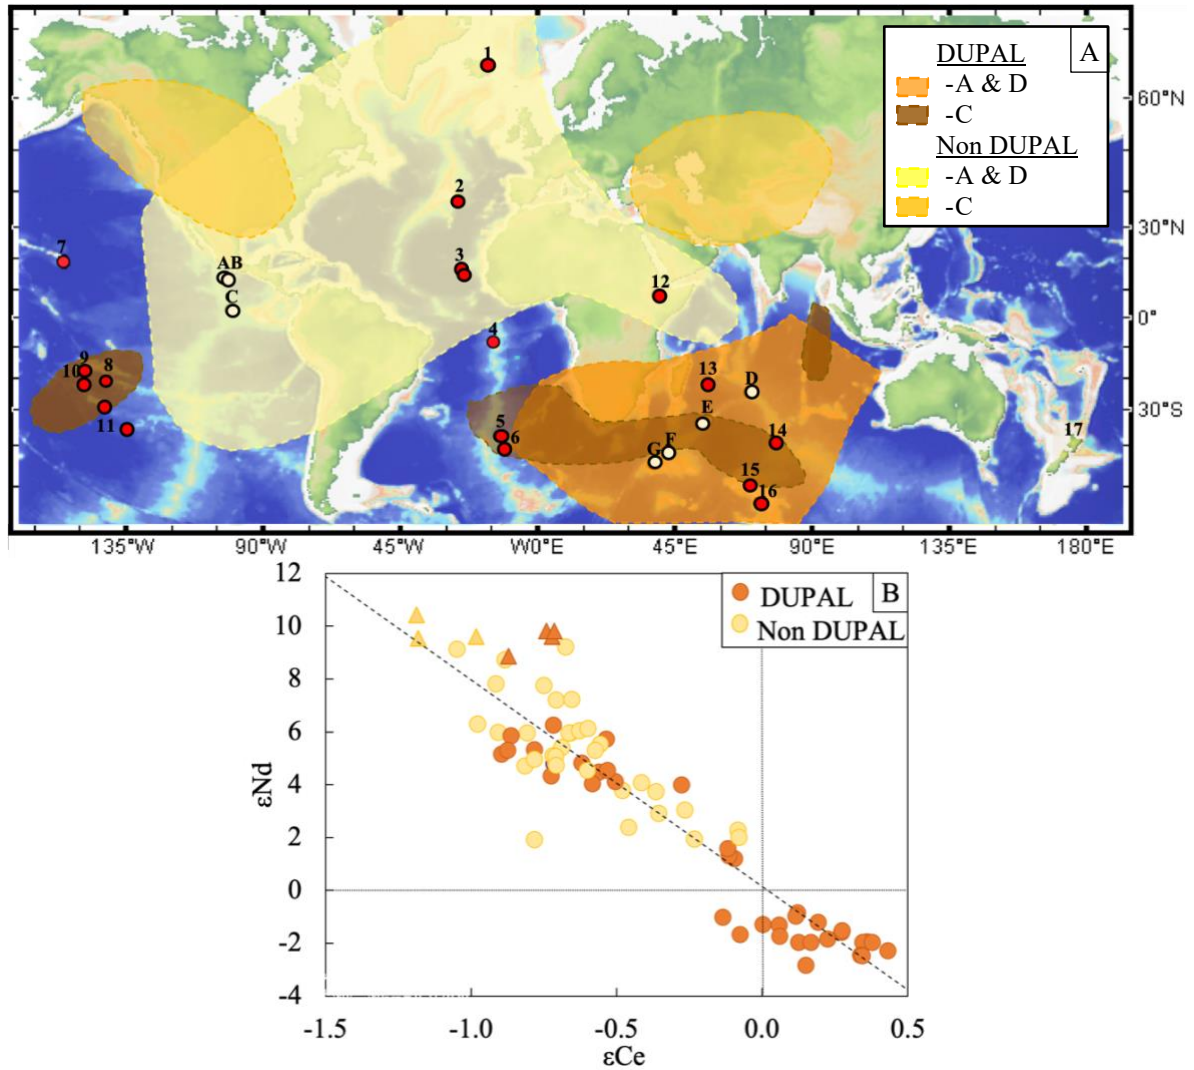 A
DUPAL
-A & D
-C
Non DUPAL
-A & D
-C
1
60°N
2
30°N
7
3
AB
12
C
0°
4
9
8
13
10
D
30°S
E
11
5
6
F
14
17
G
15
16
135°W
90°W
45°W
W0°E
45°E
90°E
135°E
180°E
B
DUPAL
Non DUPAL
12
10
8
6
4
2
0
-2
-4
εNd
-1.5
-1.0
-0.5
0.0
0.5
εCe